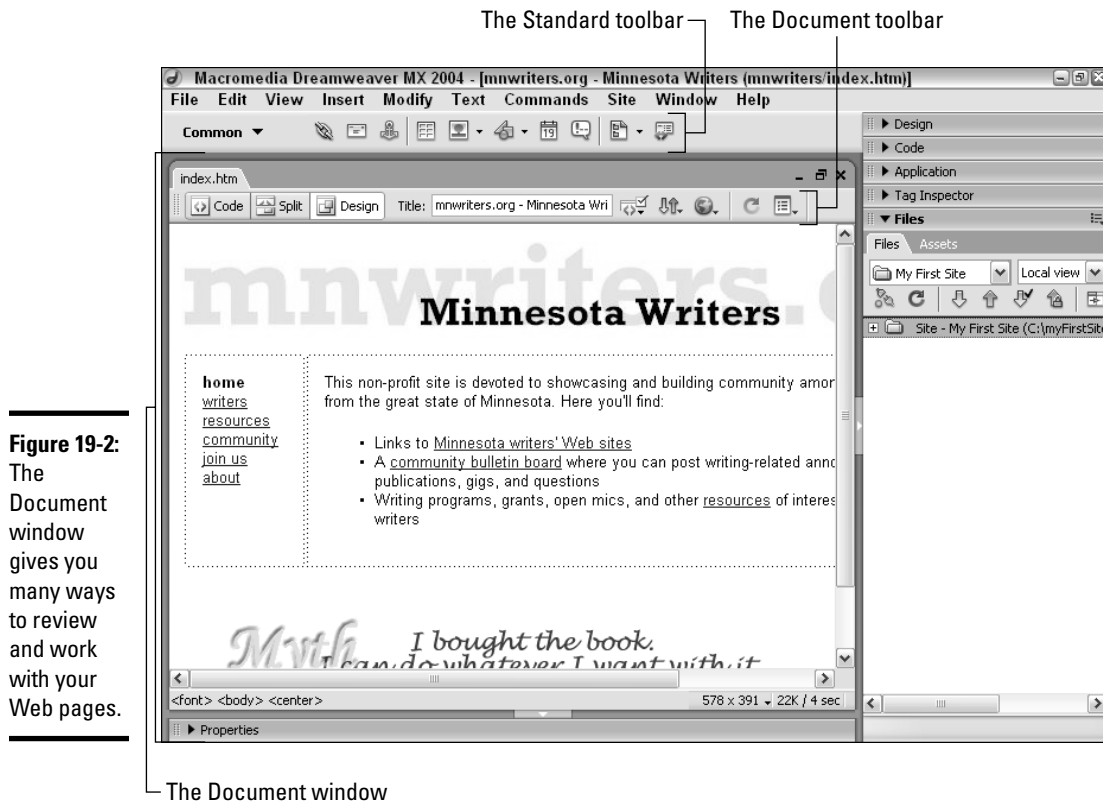 The Standard toolbar
The Document toolbar
Macromedia Dreamweaver MX 2004 - [mnwriters.org - Minnesota Writers (mnwriters/index.htm)]
File Edit View Insert Modify Text Commands Site Window Help
Common
19
Design
Code
Application
Tag Inspector
Files
Files Assets
My First Site Local view
Site - My First Site (C:\myFirstSite
index.htm
Code Split Design Title: mnwriters.org - Minnesota Wri
mnwriters.
Minnesota Writers
home
writers
resources
community
join us
about
This non-profit site is devoted to showcasing and building community amor
from the great state of Minnesota. Here you'll find:
▪ Links to Minnesota writers' Web sites
▪ A community bulletin board where you can post writing-related anno
publications, gigs, and questions
▪ Writing programs, grants, open mics, and other resources of interes
writers
Myth I bought the book.
I can do whatever I want with it
<font> <body> <center> 578 x 391 22K / 4 sec
Properties
Figure 19-2:
The
Document
window
gives you
many ways
to review
and work
with your
Web pages.
The Document window